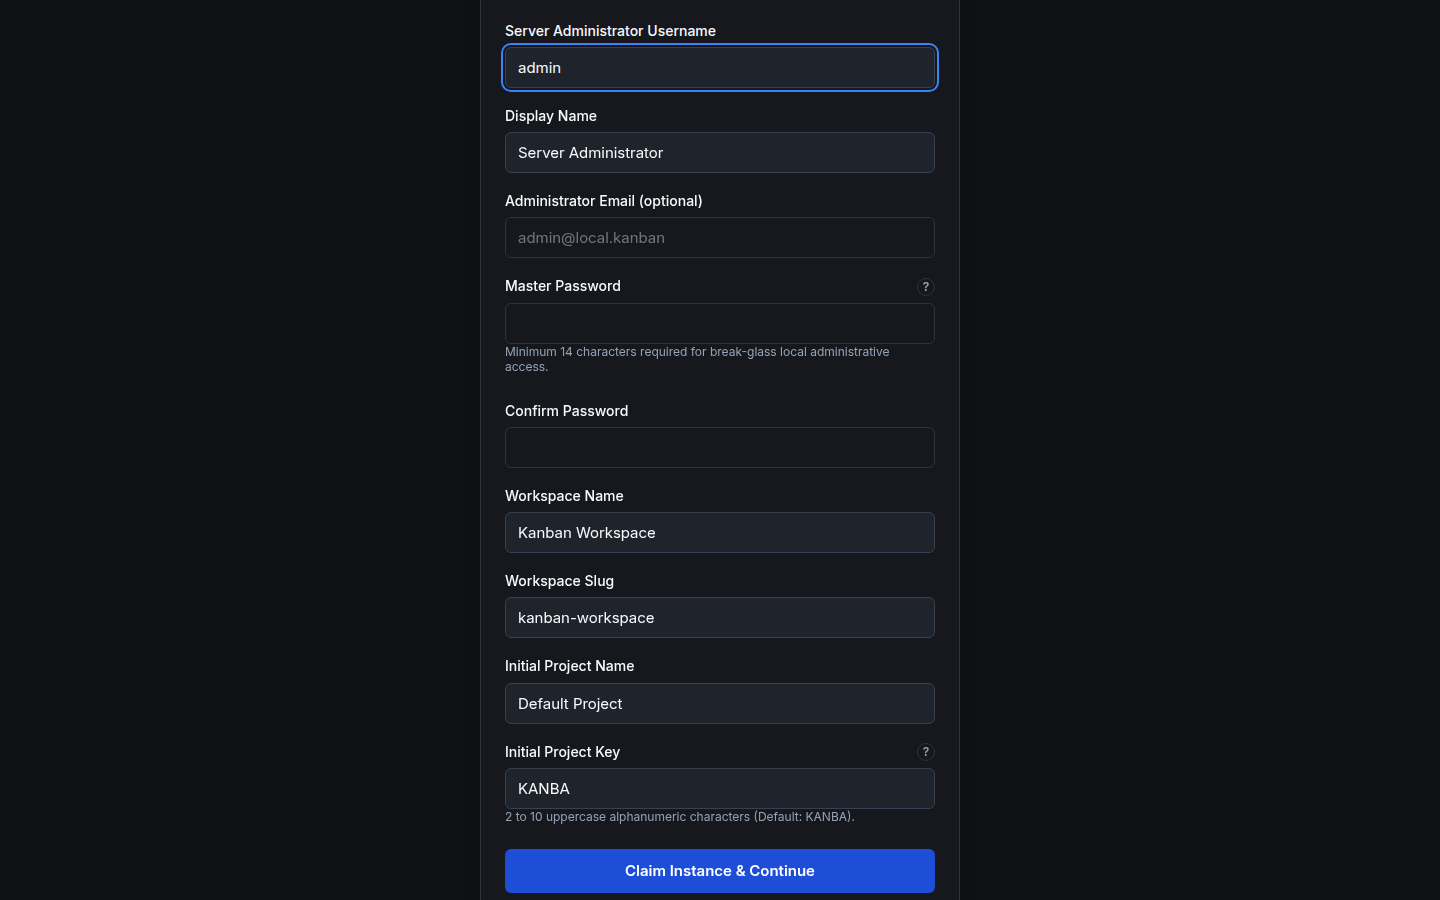 Server Administrator Username
admin
Display Name
Server Administrator
Administrator Email (optional)
admin@local.kanban
Master Password
?
Minimum 14 characters required for break-glass local administrative
access.
Confirm Password
Workspace Name
Kanban Workspace
Workspace Slug
kanban-workspace
Initial Project Name
Default Project
Initial Project Key
?
KANBA
2 to 10 uppercase alphanumeric characters (Default: KANBA).
Claim Instance & Continue